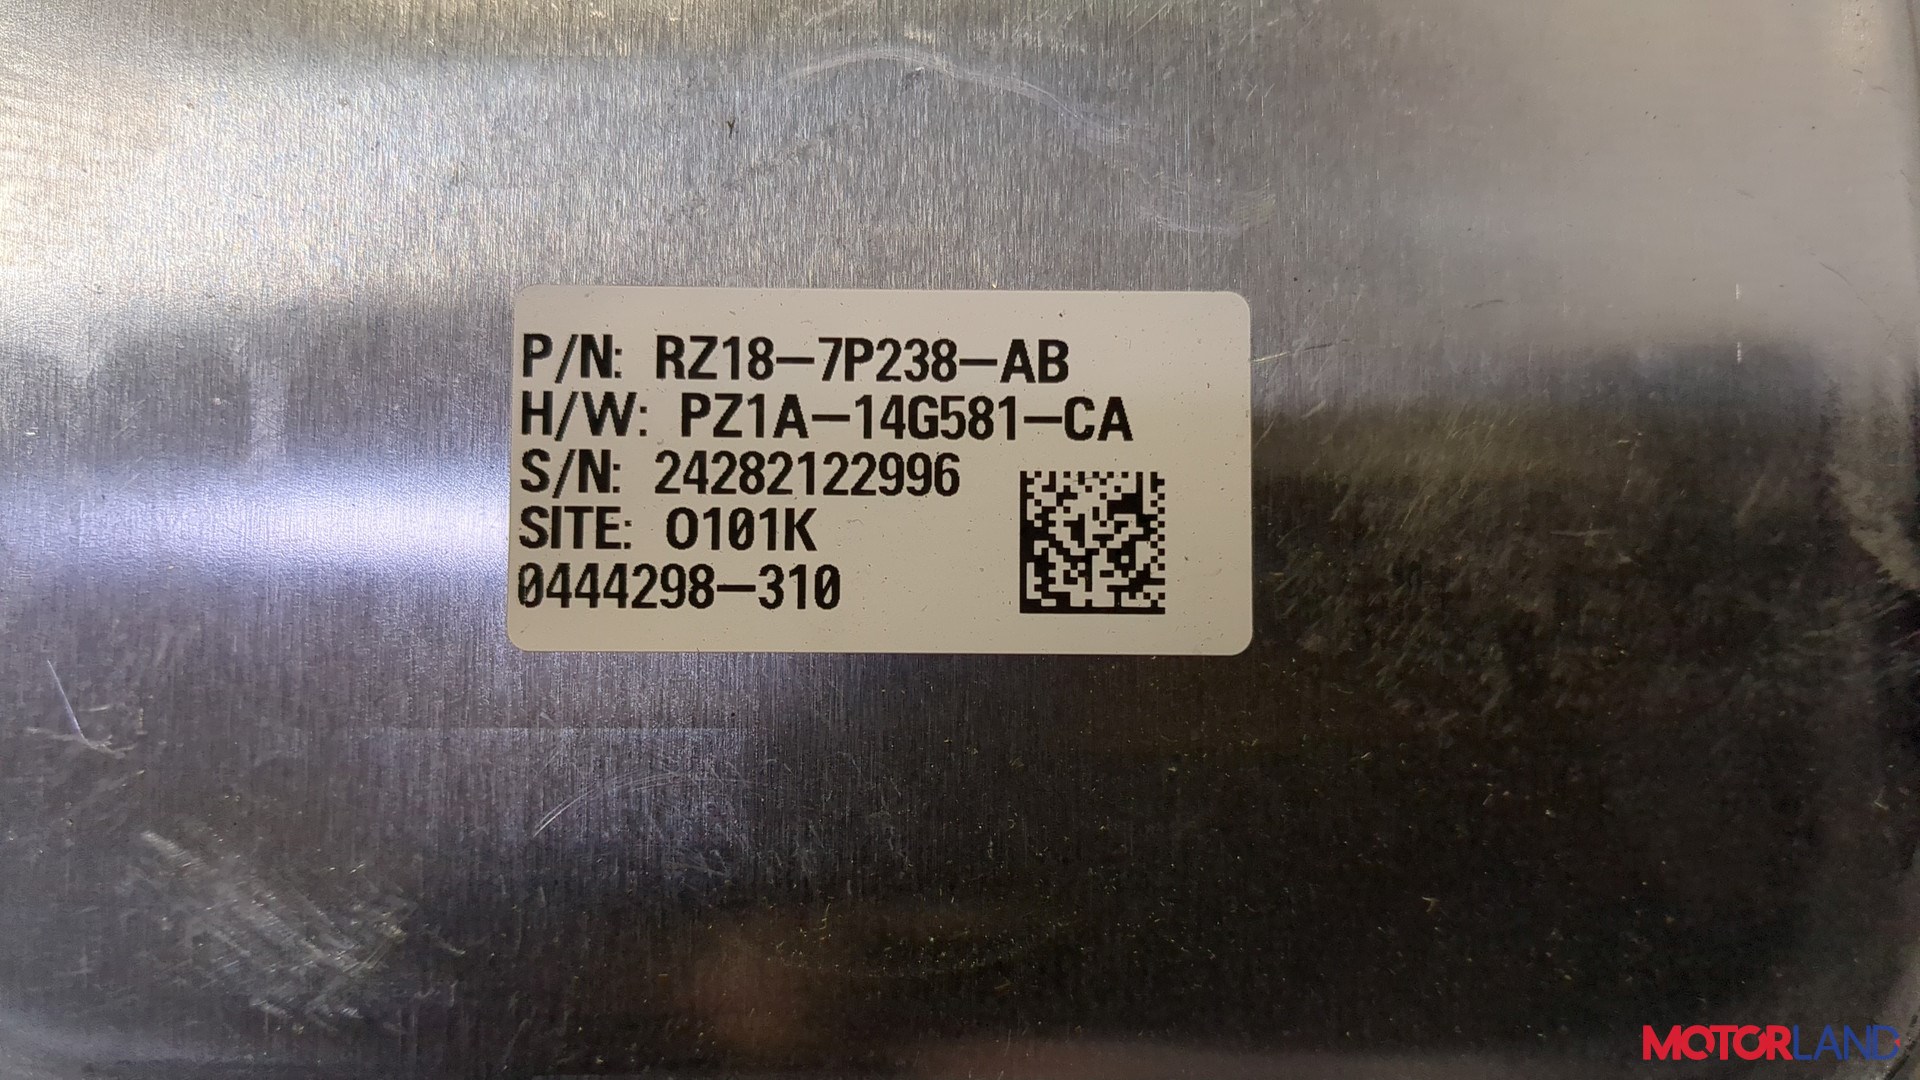 P/N: RZ18-7P238-AB
H/W: PZ1A-14G581-CA
S/N: 24282122996
SITE: O101K
0444298-310
MOTORLAND